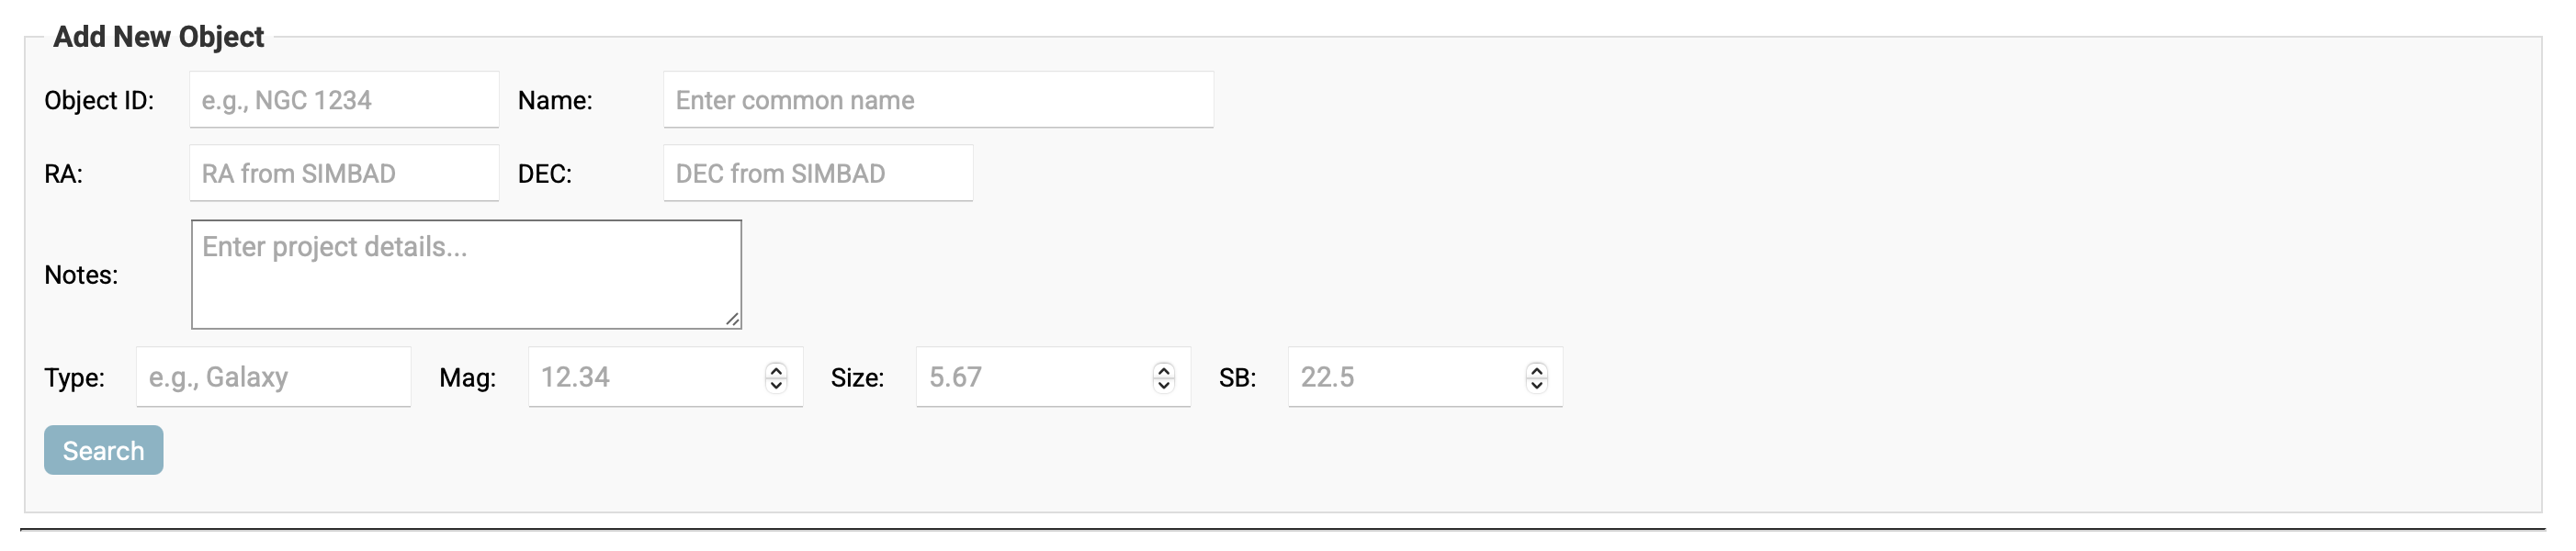 Add New Object
Object ID: e.g., NGC 1234 Name: Enter common name
RA: RA from SIMBAD DEC: DEC from SIMBAD
Notes: Enter project details...
Type: e.g., Galaxy Mag: 12.34 Size: 5.67 SB: 22.5
Search